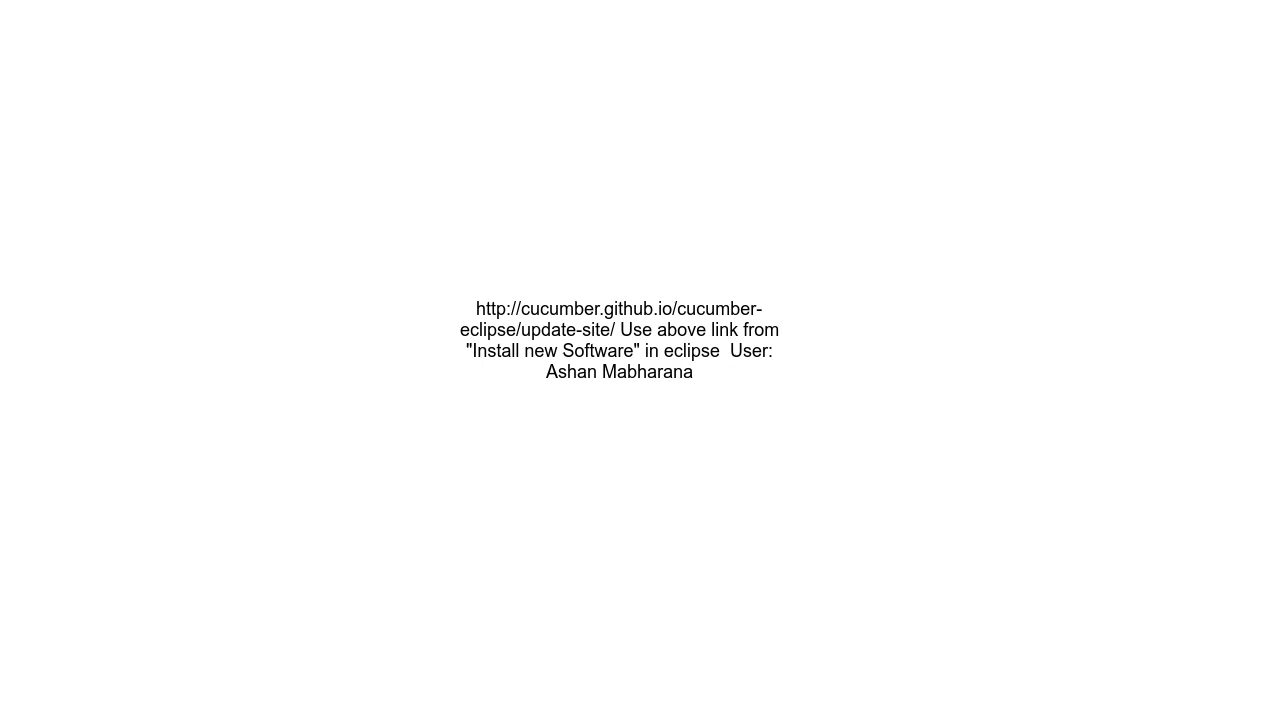 http://cucumber.github.io/cucumber-
eclipse/update-site/ Use above link from
"Install new Software" in eclipse  User:
Ashan Mabharana